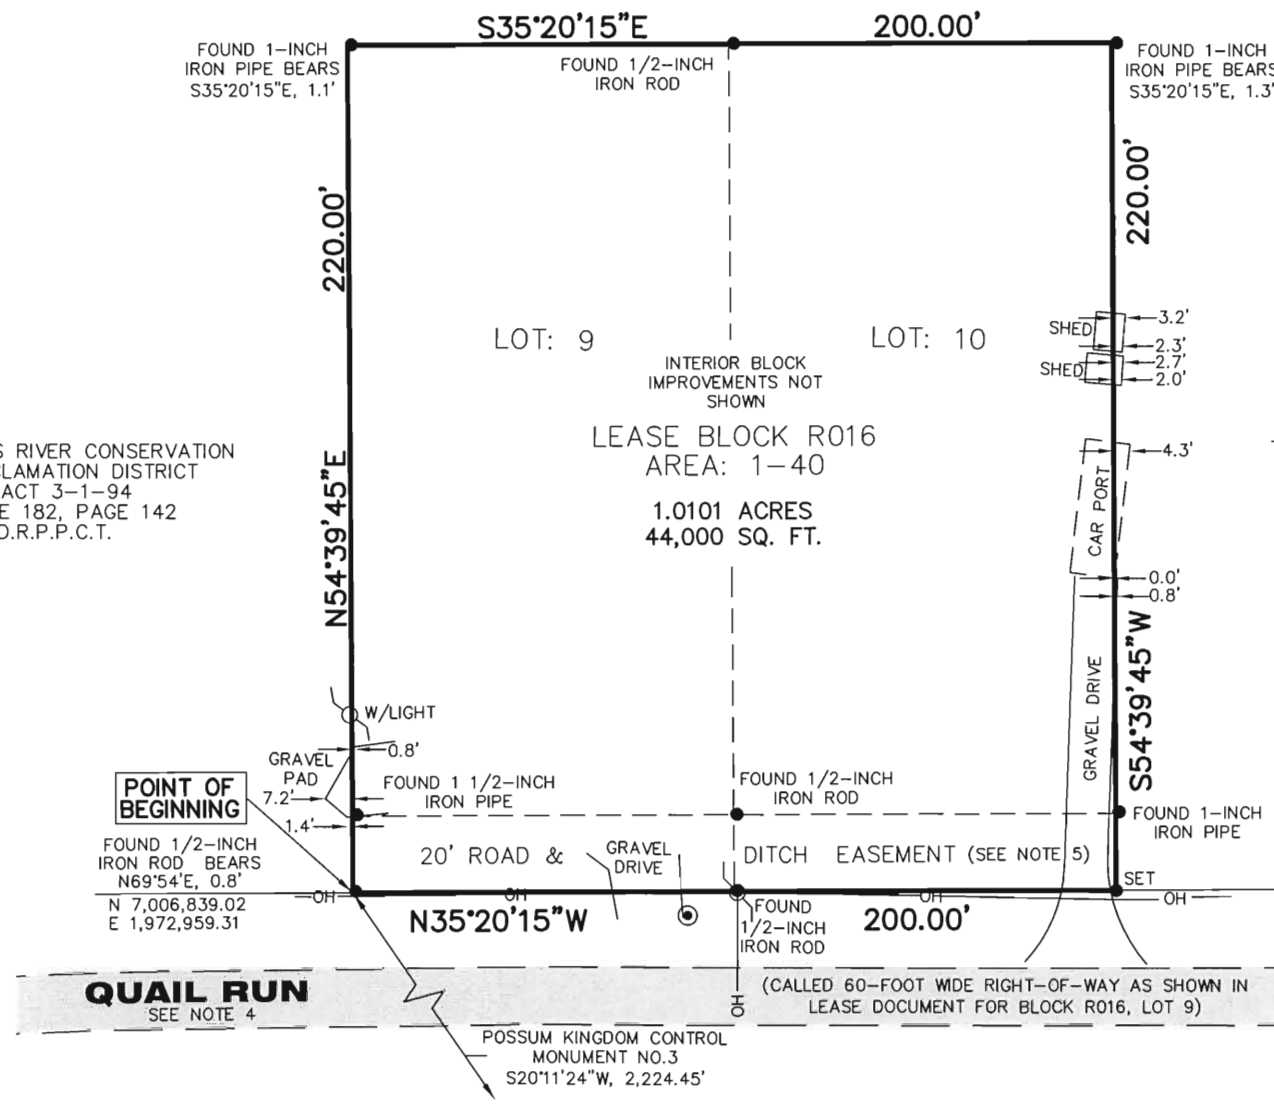 S35°20'15"E
200.00'
FOUND 1-INCH
IRON PIPE BEARS
S35°20'15"E, 1.1'
FOUND 1/2-INCH
IRON ROD
FOUND 1-INCH
IRON PIPE BEARS
S35°20'15"E, 1.3'
220.00'
220.00'
LOT: 9
LOT: 10
SHED
3.2'
2.3'
SHED
2.7'
2.0'
INTERIOR BLOCK
IMPROVEMENTS NOT
SHOWN
LEASE BLOCK R016
AREA: 1-40
1.0101 ACRES
44,000 SQ. FT.
RIVER CONSERVATION
DISTRICT
ACT 3-1-94
182, PAGE 142
O.R.P.P.C.T.
N54°39'45"E
4.3'
CAR PORT
0.0'
0.8'
S54°39'45"W
GRAVEL DRIVE
W/LIGHT
0.8'
GRAVEL
PAD
7.2'
1.4'
POINT OF
BEGINNING
FOUND 1 1/2-INCH
IRON PIPE
FOUND 1/2-INCH
IRON ROD
FOUND 1-INCH
IRON PIPE
FOUND 1/2-INCH
IRON ROD BEARS
N69°54'E, 0.8'
N 7,006,839.02
E 1,972,959.31
20' ROAD & DITCH EASEMENT (SEE NOTE 5)
GRAVEL
DRIVE
SET
OH OH OH OH
N35°20'15"W
FOUND
1/2-INCH
IRON ROD
200.00'
OH
QUAIL RUN
SEE NOTE 4
(CALLED 60-FOOT WIDE RIGHT-OF-WAY AS SHOWN IN
LEASE DOCUMENT FOR BLOCK R016, LOT 9)
POSSUM KINGDOM CONTROL
MONUMENT NO.3
S20°11'24"W, 2,224.45'